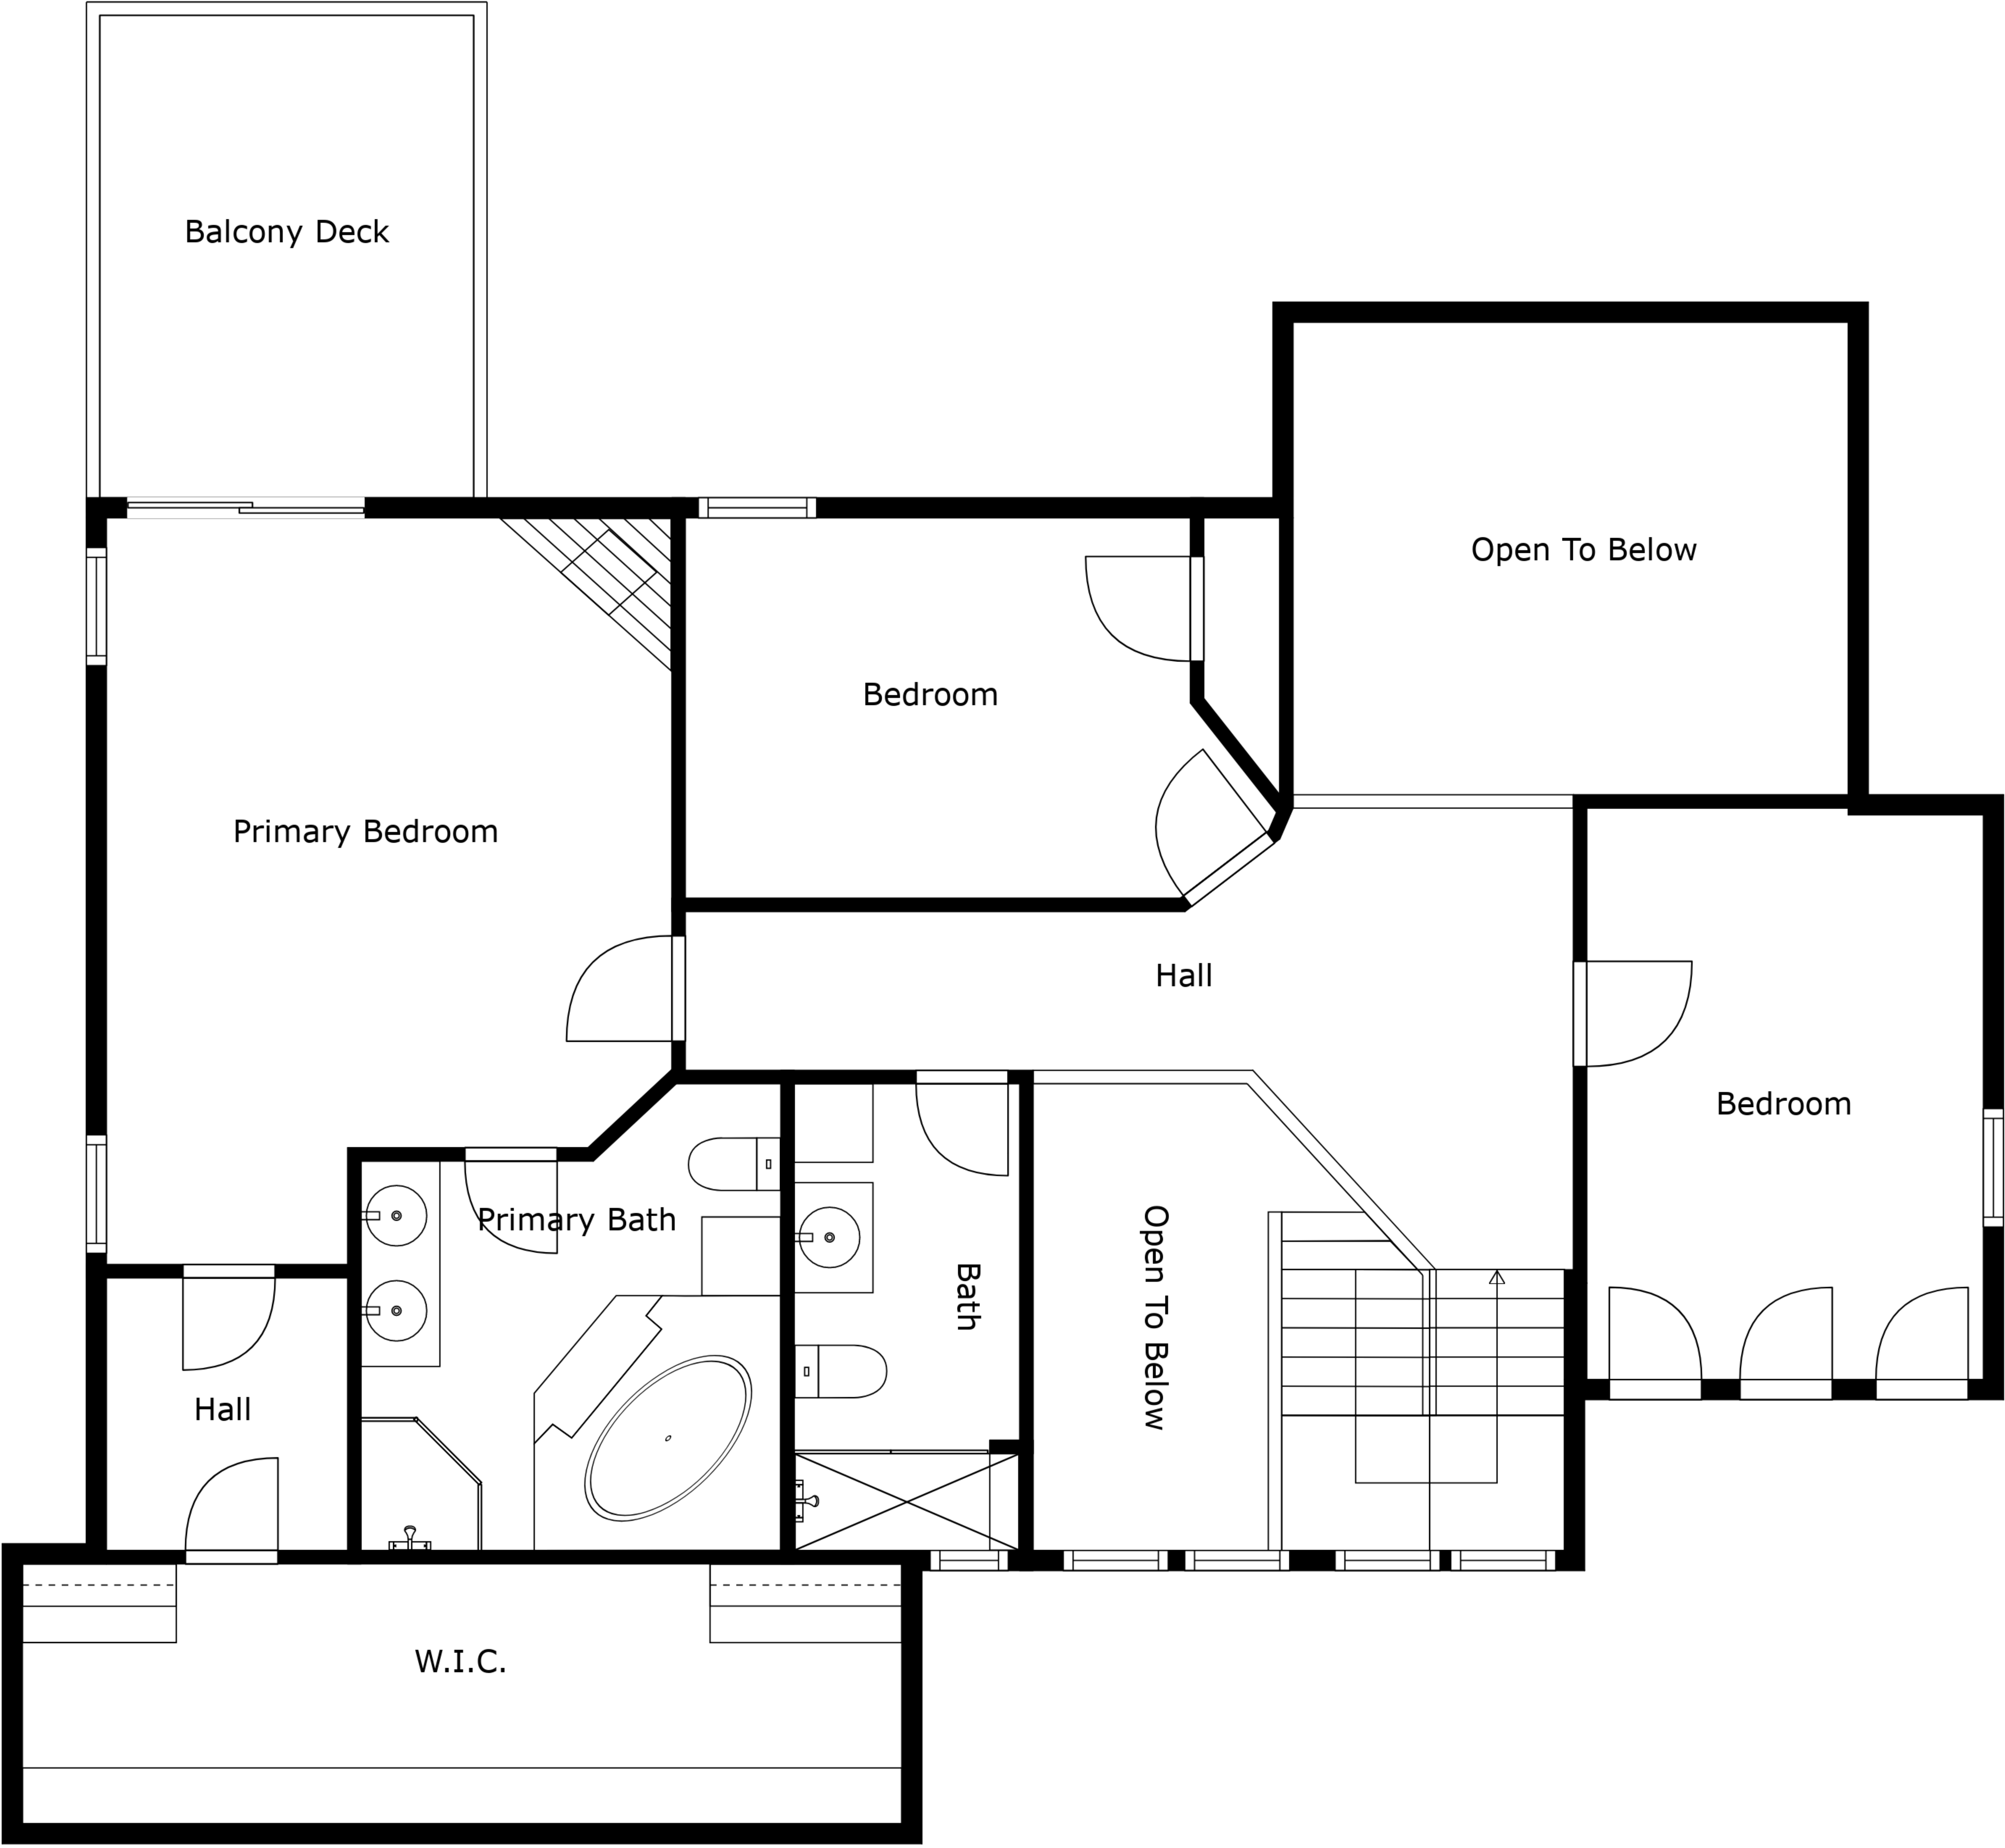 Balcony Deck
Open To Below
Bedroom
Primary Bedroom
Hall
Bedroom
Primary Bath
Open To Below
Bath
Hall
W.I.C.